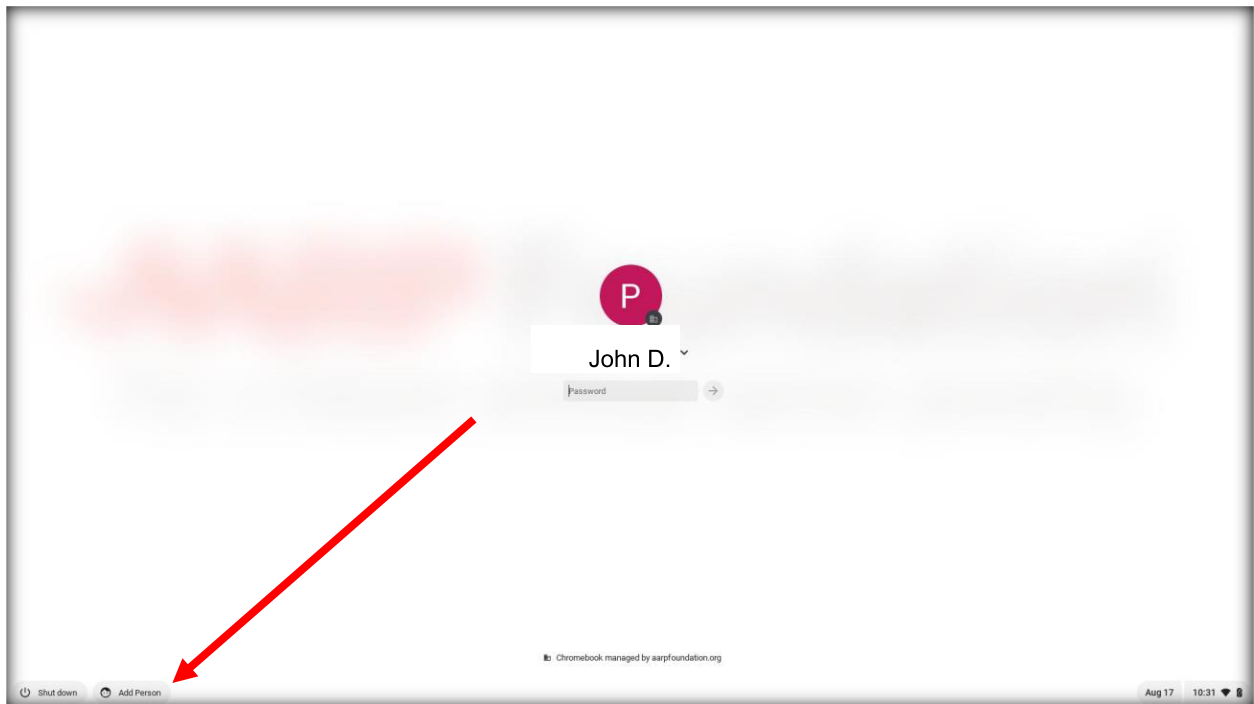 P
John D.
Password
Chromebook managed by aarpfoundation.org
Shut down
Add Person
Aug 17
10:31